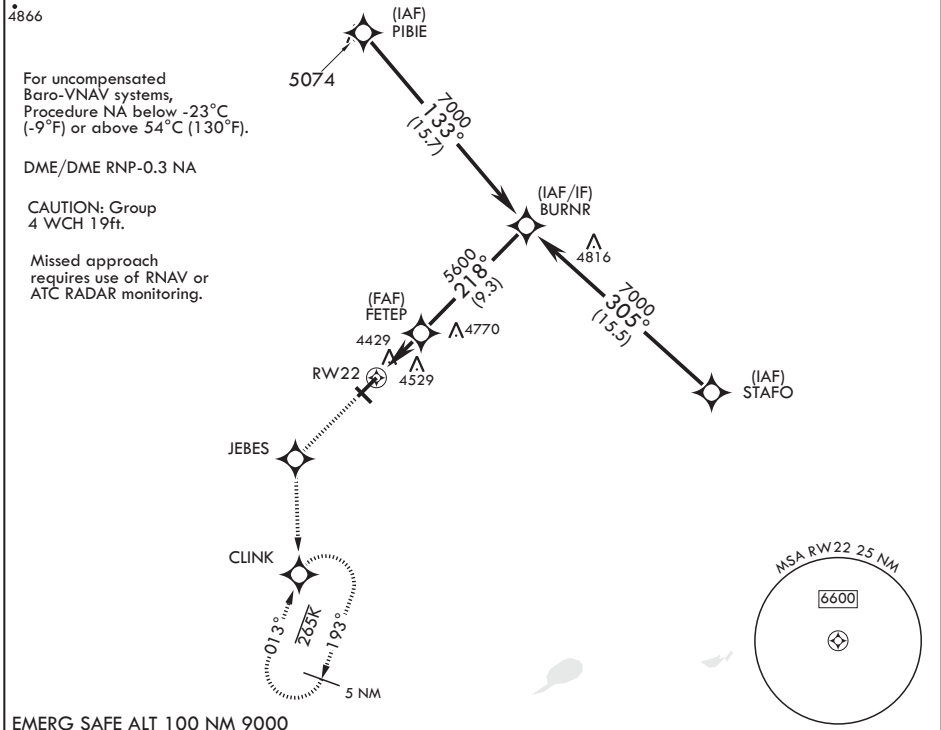 4866
(IAF)
PIBIE
5074
For uncompensated
Baro-VNAV systems,
Procedure NA below -23°C
(-9°F) or above 54°C (130°F).
DME/DME RNP-0.3 NA
CAUTION: Group
4 WCH 19ft.
Missed approach
requires use of RNAV or
ATC RADAR monitoring.
7000
133°
(15.7)
(IAF/IF)
BURNR
4816
5600
218°
(9.3)
7000
305°
(15.5)
(FAF)
FETEP
4770
4429
4529
RW22
(IAF)
STAFO
JEBES
CLINK
013°
265K
193°
5 NM
MSA RW22 25 NM
6600
EMERG SAFE ALT 100 NM 9000